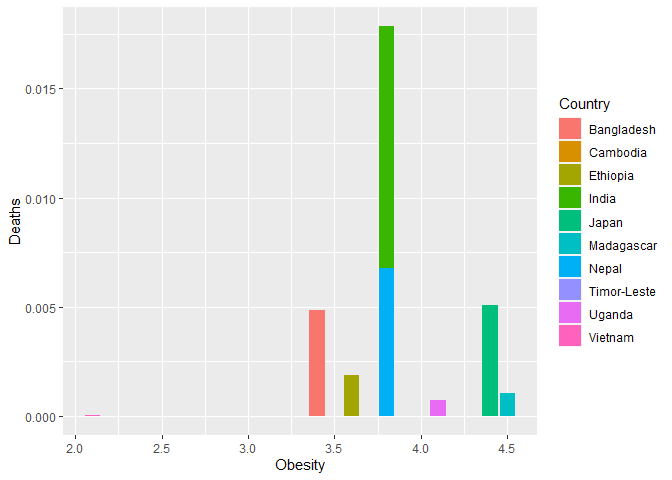 Deaths
0.015
0.010
0.005
0.000
2.0 2.5 3.0 3.5 4.0 4.5
Obesity
Country
Bangladesh
Cambodia
Ethiopia
India
Japan
Madagascar
Nepal
Timor-Leste
Uganda
Vietnam